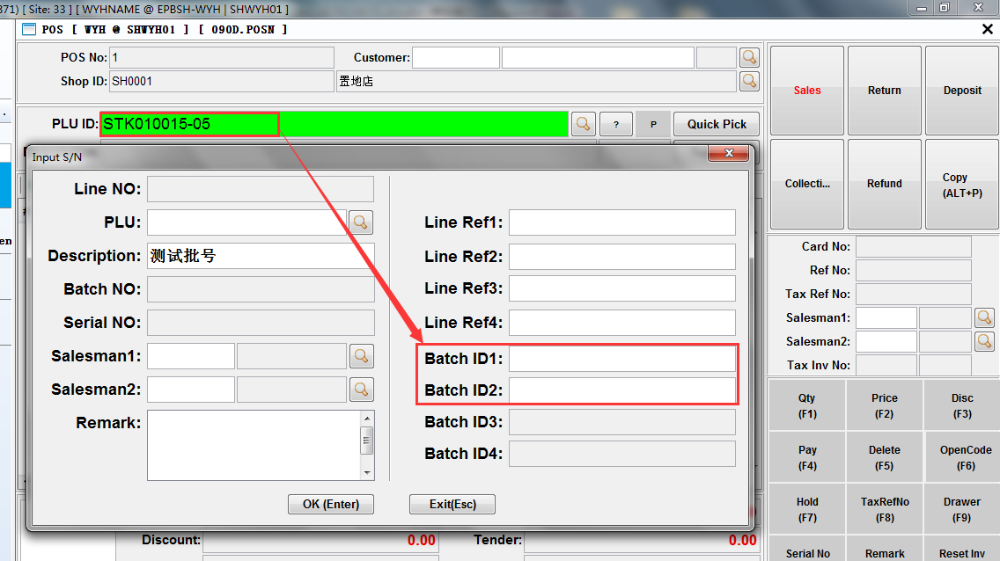 371) [ Site: 33 ] [ WYHNAME @ EPBSH-WYH | SHWYH01 ]
POS [ WYH @ SHWYH01 ] [ 090D.POSN ]
POS No: 1 Customer:
Shop ID: SH0001 置地店
PLU ID: STK010015-05 ? P Quick Pick
Sales Return Deposit
Collecti... Refund Copy
(ALT+P)
Input S/N
Line NO:
PLU:
Description: 测试批号
Batch NO:
Serial NO:
Salesman1:
Salesman2:
Remark:
Line Ref1:
Line Ref2:
Line Ref3:
Line Ref4:
Batch ID1:
Batch ID2:
Batch ID3:
Batch ID4:
OK (Enter) Exit(Esc)
Card No:
Ref No:
Tax Ref No:
Salesman1:
Salesman2:
Tax Inv No:
Qty
(F1)
Price
(F2)
Disc
(F3)
Pay
(F4)
Delete
(F5)
OpenCode
(F6)
Hold
(F7)
TaxRefNo
(F8)
Drawer
(F9)
Serial No Remark Reset Inv
Discount: 0.00 Tender: 0.00
en